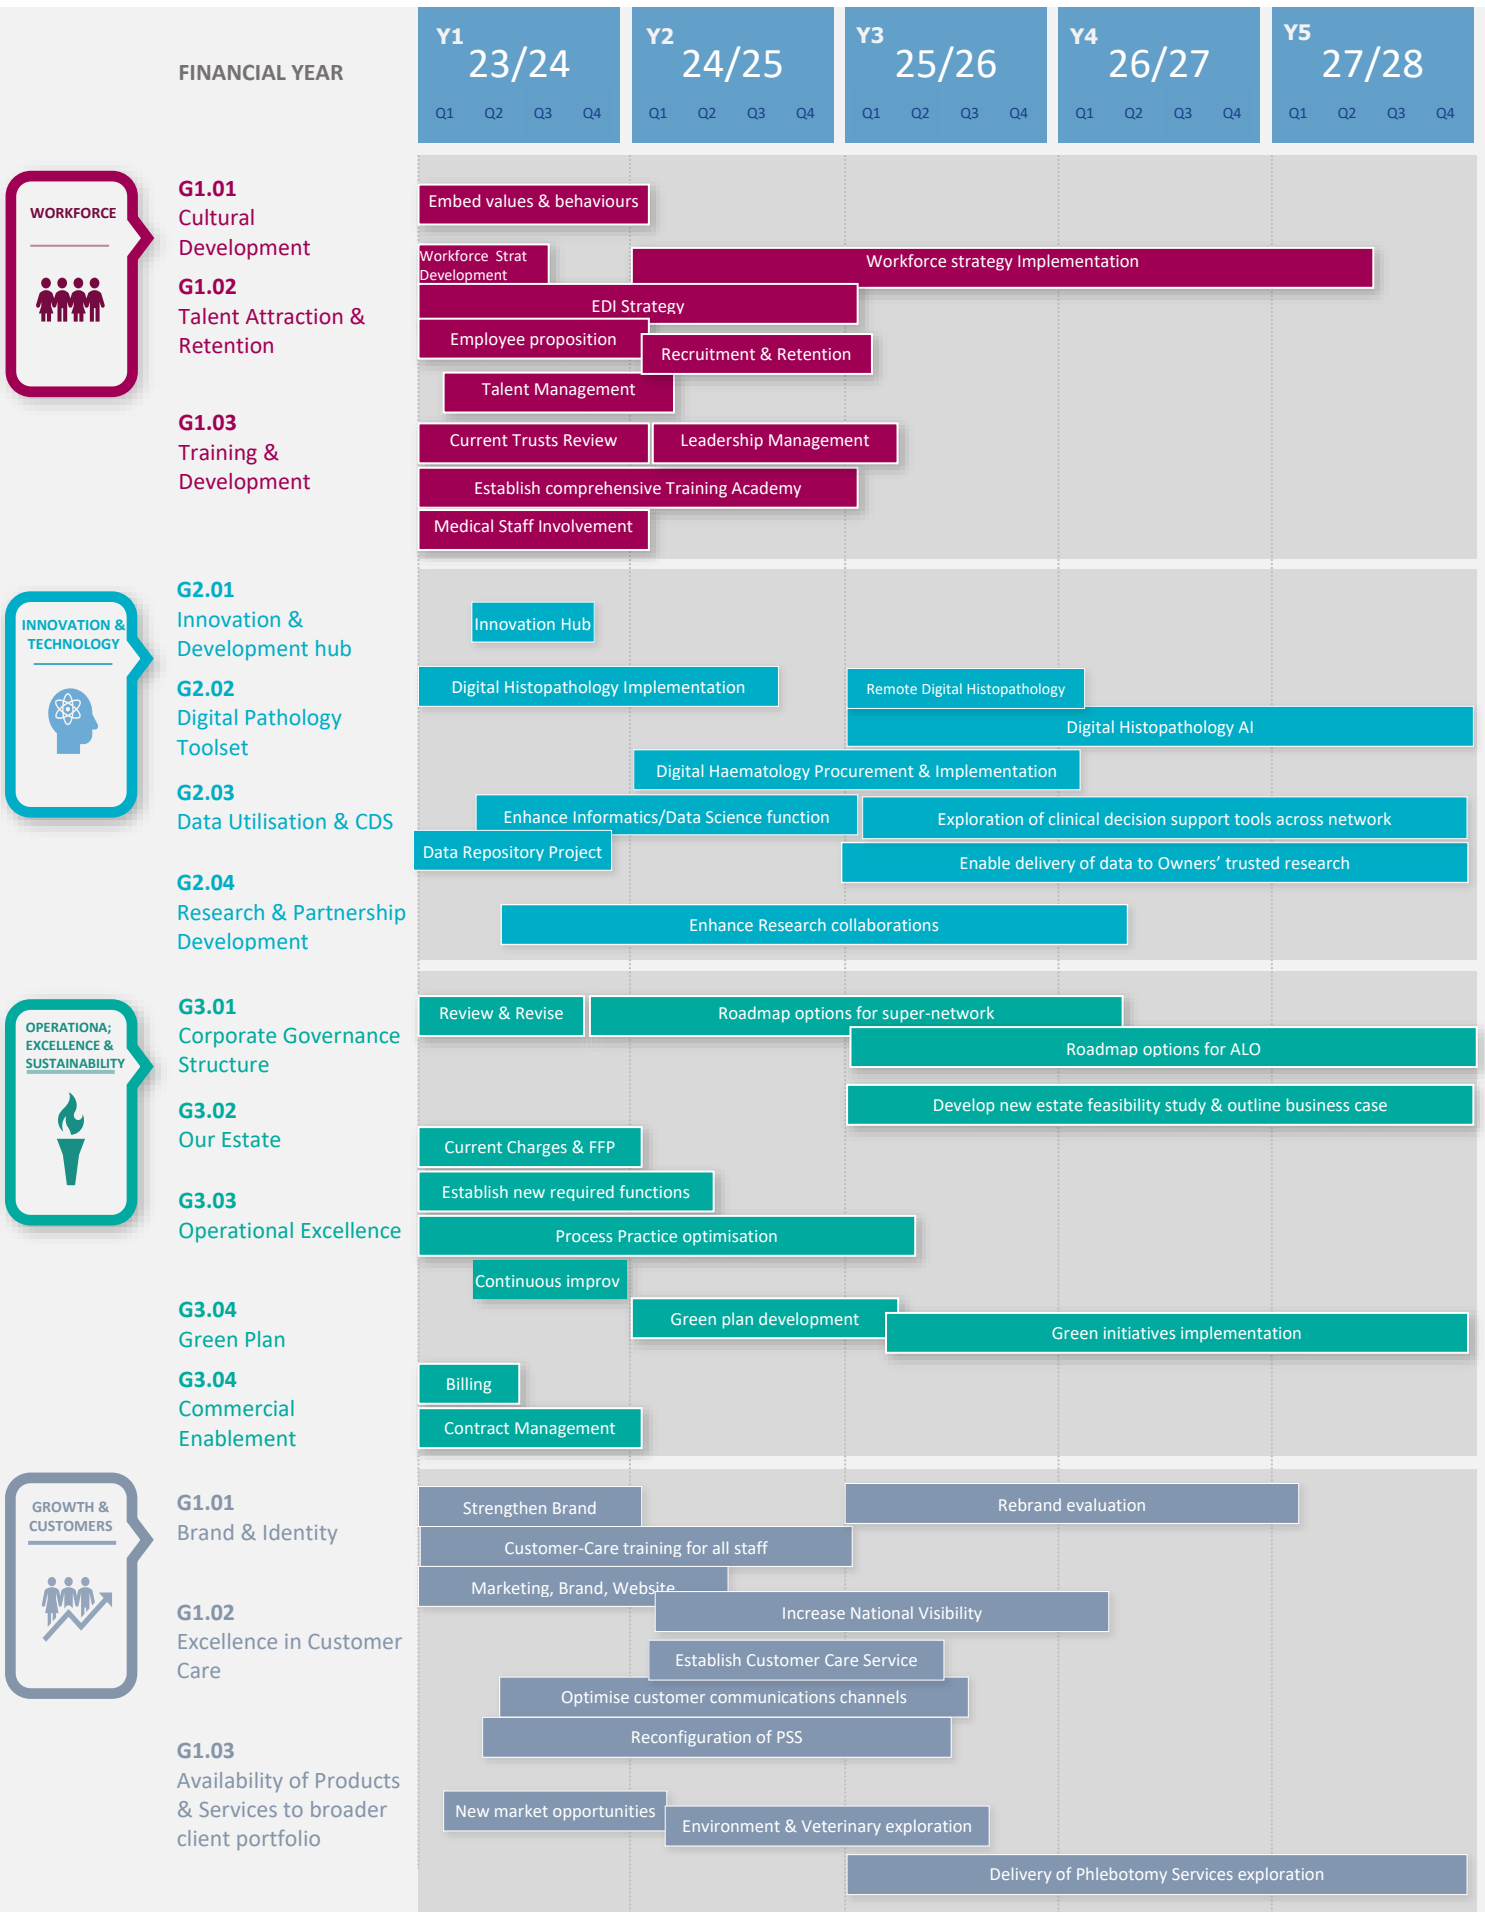 FINANCIAL YEAR
Y1 23/24
Q1 Q2 Q3 Q4
Y2 24/25
Q1 Q2 Q3 Q4
Y3 25/26
Q1 Q2 Q3 Q4
Y4 26/27
Q1 Q2 Q3 Q4
Y5 27/28
Q1 Q2 Q3 Q4
WORKFORCE
G1.01
Cultural
Development
G1.02
Talent Attraction &
Retention
G1.03
Training &
Development
Embed values & behaviours
Workforce Strat
Development
Workforce strategy Implementation
EDI Strategy
Employee proposition
Recruitment & Retention
Talent Management
Current Trusts Review
Leadership Management
Establish comprehensive Training Academy
Medical Staff Involvement
INNOVATION &
TECHNOLOGY
G2.01
Innovation &
Development hub
G2.02
Digital Pathology
Toolset
G2.03
Data Utilisation & CDS
G2.04
Research & Partnership
Development
Innovation Hub
Digital Histopathology Implementation
Remote Digital Histopathology
Digital Histopathology AI
Digital Haematology Procurement & Implementation
Enhance Informatics/Data Science function
Exploration of clinical decision support tools across network
Data Repository Project
Enable delivery of data to Owners’ trusted research
Enhance Research collaborations
OPERATIONA;
EXCELLENCE &
SUSTAINABILITY
G3.01
Corporate Governance
Structure
G3.02
Our Estate
G3.03
Operational Excellence
G3.04
Green Plan
G3.04
Commercial
Enablement
Review & Revise
Roadmap options for super-network
Roadmap options for ALO
Develop new estate feasibility study & outline business case
Current Charges & FFP
Establish new required functions
Process Practice optimisation
Continuous improv
Green plan development
Green initiatives implementation
Billing
Contract Management
GROWTH &
CUSTOMERS
G1.01
Brand & Identity
G1.02
Excellence in Customer
Care
G1.03
Availability of Products
& Services to broader
client portfolio
Strengthen Brand
Rebrand evaluation
Customer-Care training for all staff
Marketing, Brand, Website
Increase National Visibility
Establish Customer Care Service
Optimise customer communications channels
Reconfiguration of PSS
New market opportunities
Environment & Veterinary exploration
Delivery of Phlebotomy Services exploration